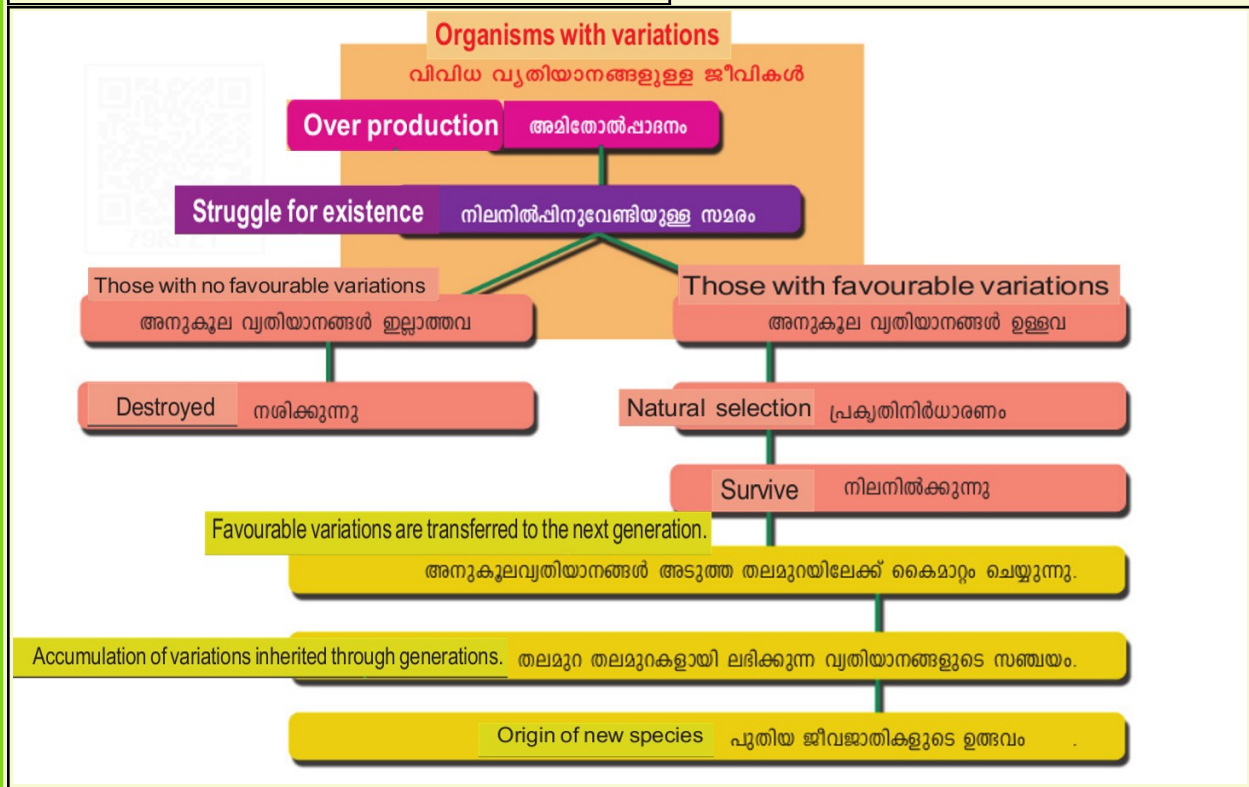 Organisms with variations
വിവിധ വ്യതിയാനങ്ങളുള്ള ജീവികൾ
Over production അമിതോൽപ്പാദനം
Struggle for existence നിലനിൽപ്പിനുവേണ്ടിയുള്ള സമരം
Those with no favourable variations
അനുകൂല വ്യതിയാനങ്ങൾ ഇല്ലാത്തവ
Those with favourable variations
അനുകൂല വ്യതിയാനങ്ങൾ ഉള്ളവ
Destroyed നശിക്കുന്നു
Natural selection പ്രകൃതിനിർധാരണം
Survive നിലനിൽക്കുന്നു
Favourable variations are transferred to the next generation.
അനുകൂലവ്യതിയാനങ്ങൾ അടുത്ത തലമുറയിലേക്ക് കൈമാറ്റം ചെയ്യുന്നു.
Accumulation of variations inherited through generations. തലമുറ തലമുറകളായി ലഭിക്കുന്ന വ്യതിയാനങ്ങളുടെ സഞ്ചയം.
Origin of new species പുതിയ ജീവജാതികളുടെ ഉത്ഭവം .